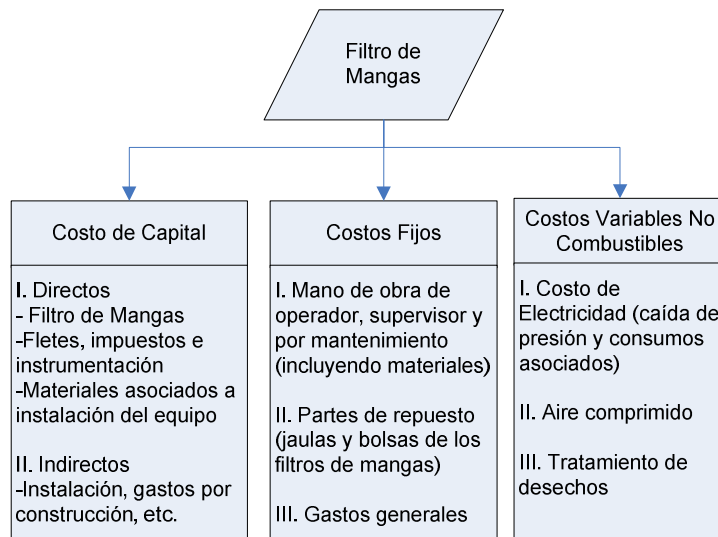 Filtro de
Mangas
Costo de Capital
I. Directos
- Filtro de Mangas
-Fletes, impuestos e
instrumentación
-Materiales asociados a
instalación del equipo
II. Indirectos
-Instalación, gastos por
construcción, etc.
Costos Fijos
I. Mano de obra de
operador, supervisor y
por mantenimiento
(incluyendo materiales)
II. Partes de repuesto
(jaulas y bolsas de los
filtros de mangas)
III. Gastos generales
Costos Variables No
Combustibles
I. Costo de
Electricidad (caída de
presión y consumos
asociados)
II. Aire comprimido
III. Tratamiento de
desechos